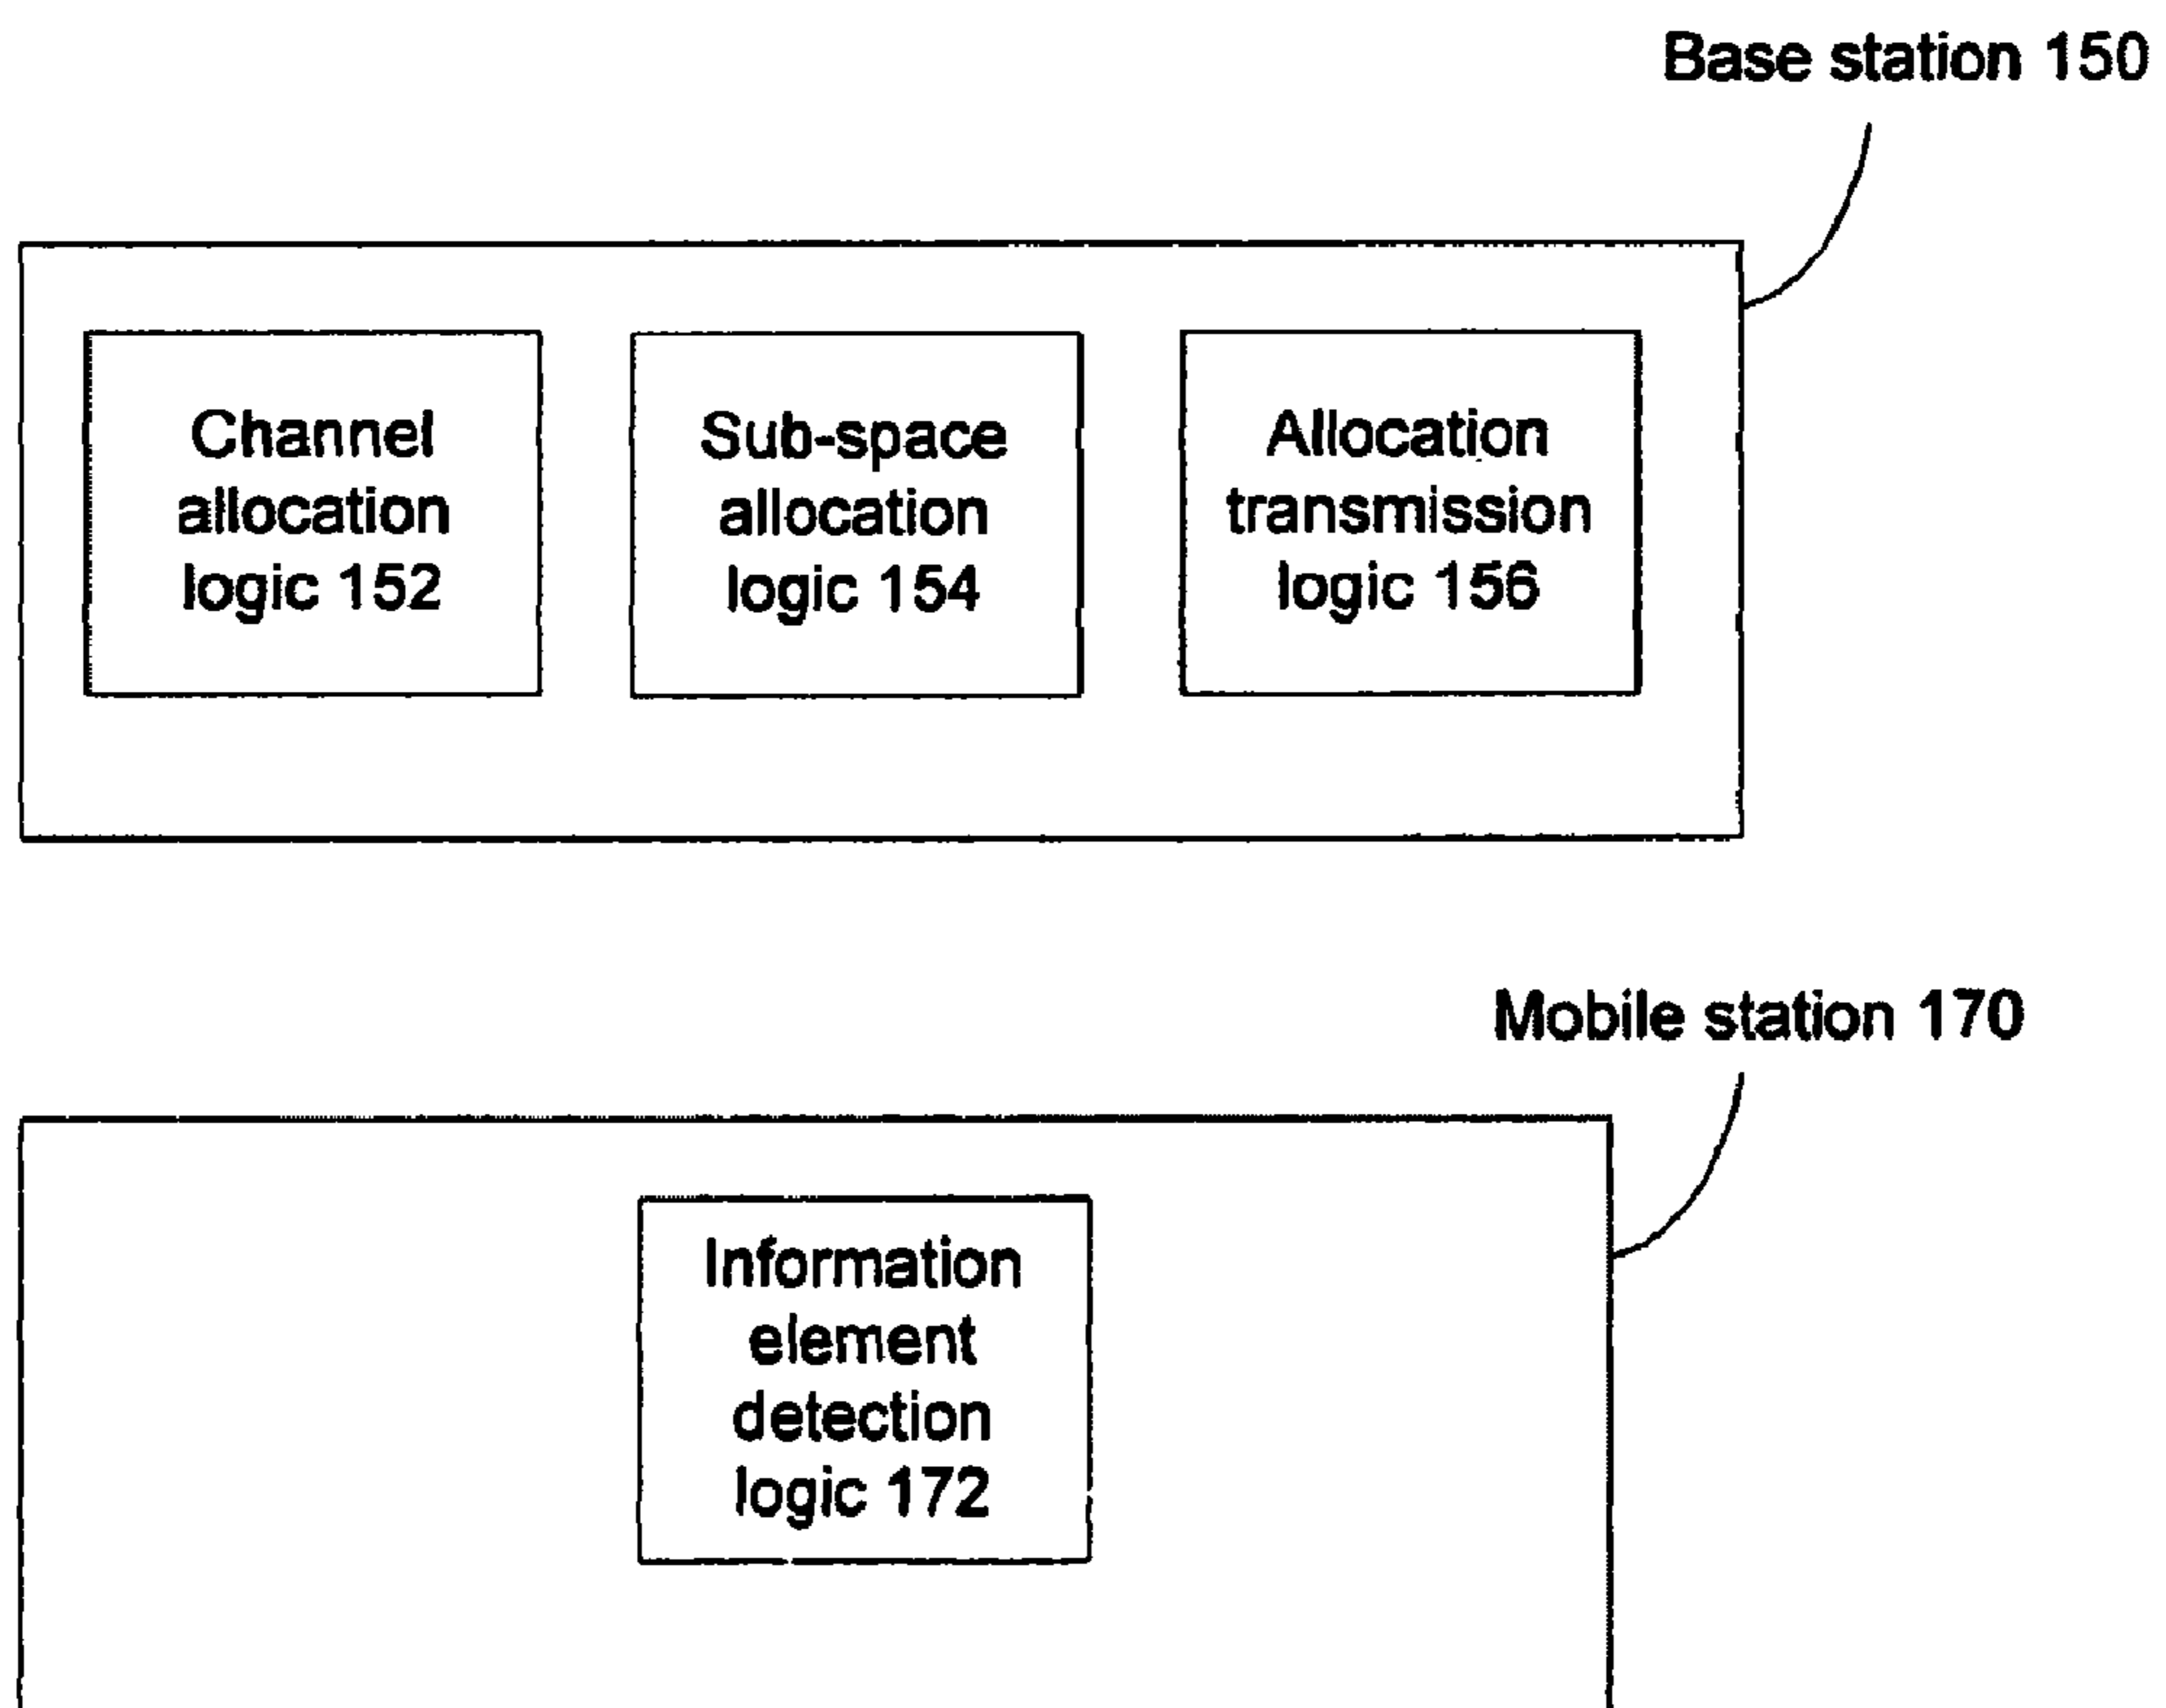 Base station 150
Channel
allocation
logic 152
Sub-space
allocation
logic 154
Allocation
transmission
logic 156
Mobile station 170
Information
element
detection
logic 172